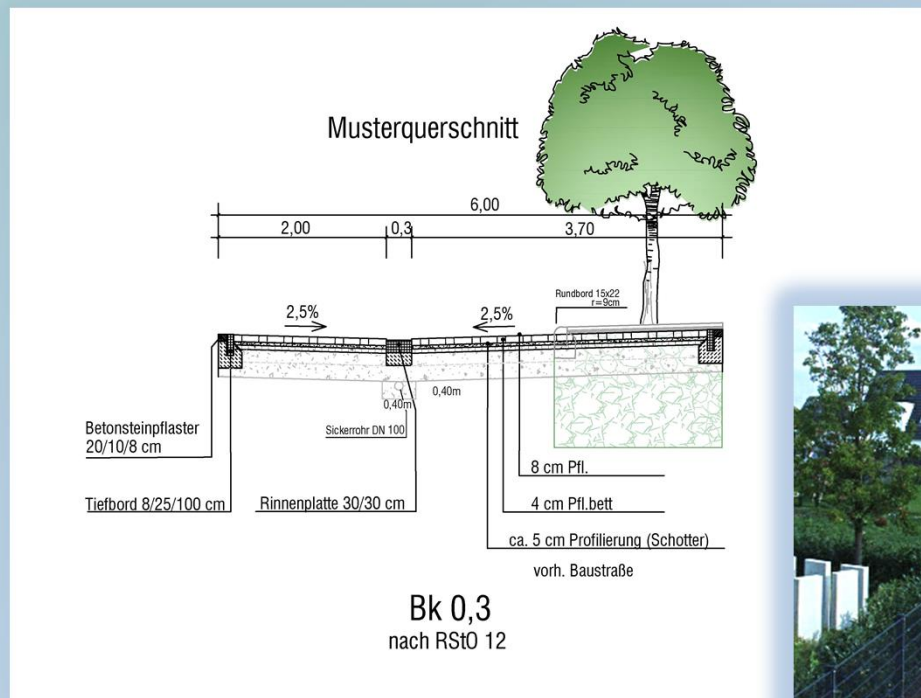 Musterquerschnitt
6,00
2,00
0,3
3,70
Rundbord 15x22
r=9cm
2,5%
2,5%
0,40m
0,40m
Sickerrohr DN 100
Betonsteinpflaster
20/10/8 cm
Tiefbord 8/25/100 cm
Rinnenplatte 30/30 cm
8 cm Pfl.
4 cm Pfl.bett
ca. 5 cm Profilierung (Schotter)
vorh. Baustraße
Bk 0,3
nach RStO 12